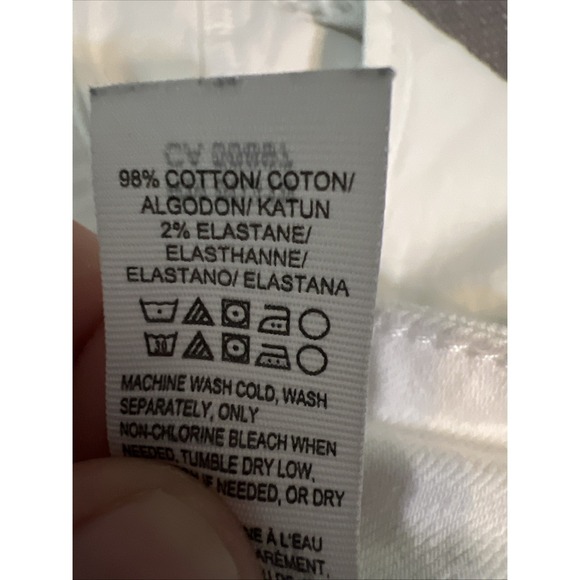 98% COTTON/ COTON/
ALGODON/ KATUN
2% ELASTANE/
ELASTHANNE/
ELASTANO/ ELASTANA
30
MACHINE WASH COLD, WASH
SEPARATELY, ONLY
NON-CHLORINE BLEACH WHEN
NEEDED, TUMBLE DRY LOW,
IF NEEDED, OR DRY
À L'EAU